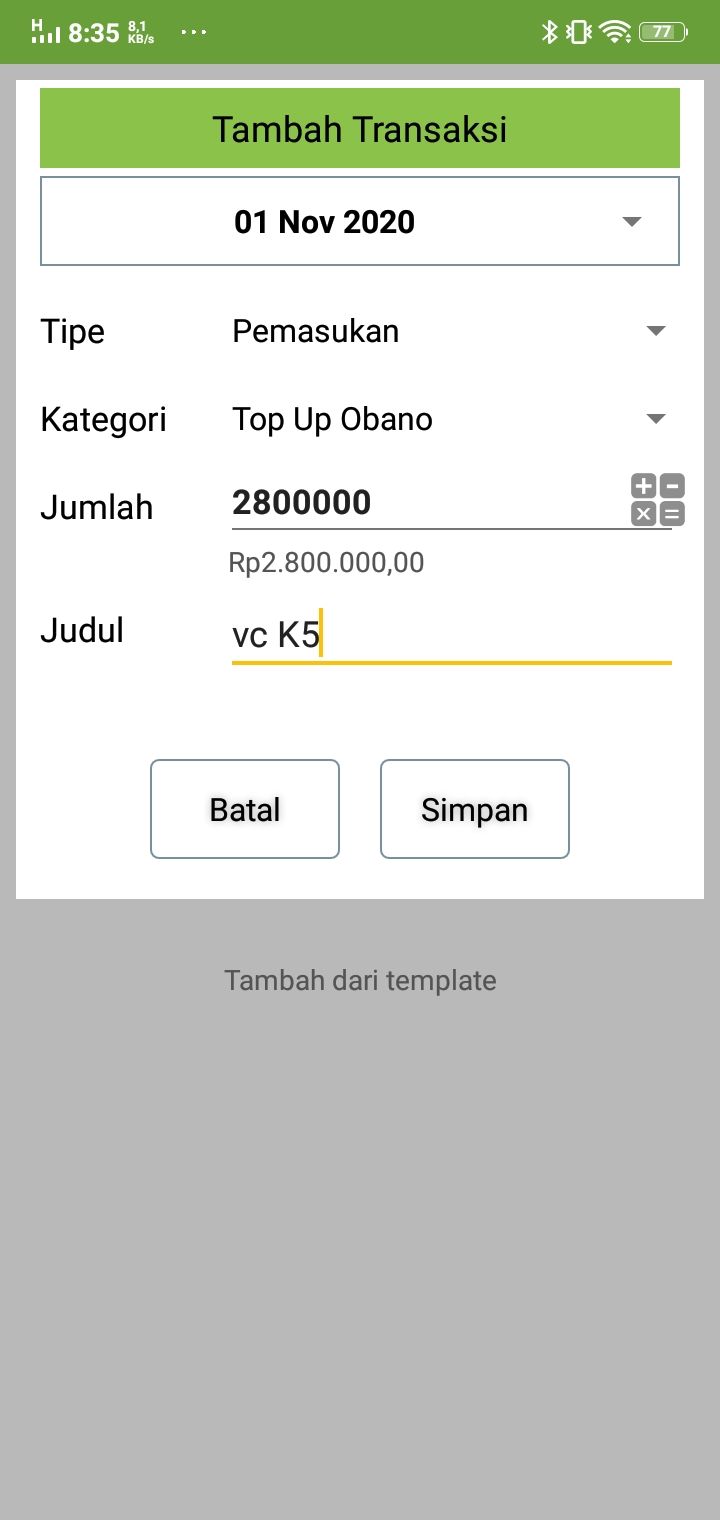 H 8:35 8,1 KB/s ... 77
Tambah Transaksi
01 Nov 2020
Tipe Pemasukan
Kategori Top Up Obano
Jumlah 2800000
Rp2.800.000,00
Judul vc K5
Batal Simpan
Tambah dari template